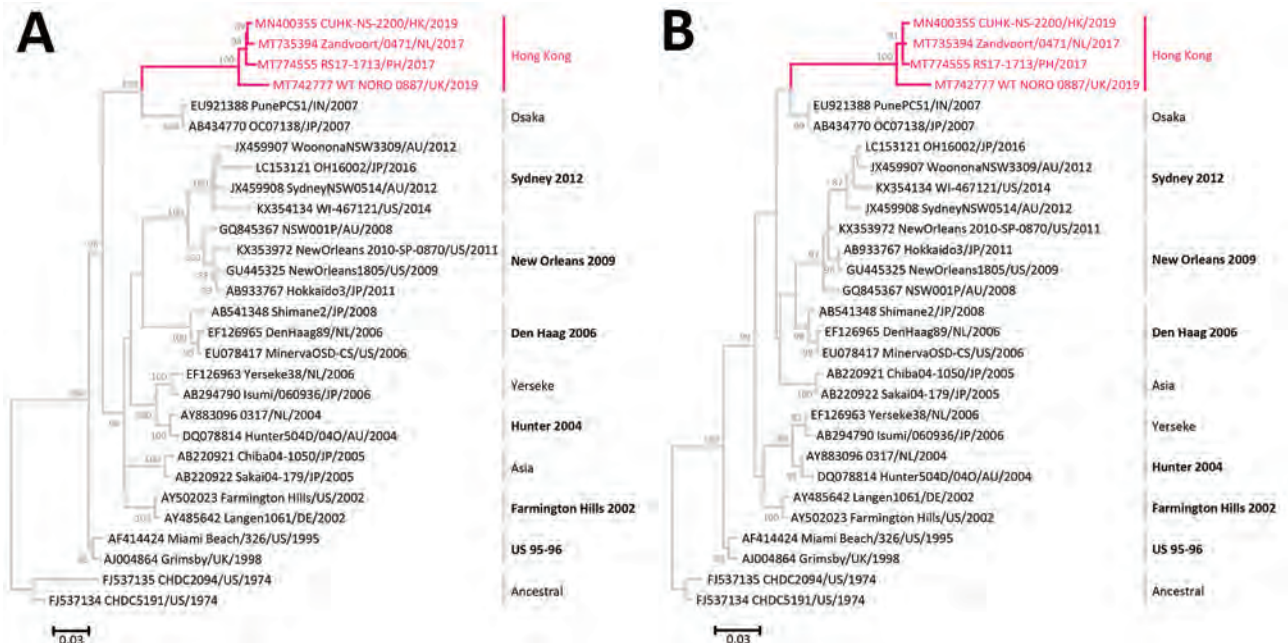 A
MN400355 CUHK-NS-2200/HK/2019
MT735394 Zandvoort/0471/NL/2017
MT774555 RS17-1713/PH/2017
MT742777 WT NORO 0887/UK/2019
Hong Kong
EU921388 PunePC51/IN/2007
AB434770 OC07138/JP/2007
Osaka
JX459907 WoononaNSW3309/AU/2012
LC153121 OH16002/JP/2016
JX459908 SydneyNSW0514/AU/2012
KX354134 WI-467121/US/2014
Sydney 2012
GQ845367 NSW001P/AU/2008
KX353972 NewOrleans 2010-SP-0870/US/2011
GU445325 NewOrleans1805/US/2009
AB933767 Hokkaido3/JP/2011
New Orleans 2009
AB541348 Shimane2/JP/2008
EF126965 DenHaag89/NL/2006
EU078417 MinervaOSD-CS/US/2006
Den Haag 2006
EF126963 Yerseke38/NL/2006
AB294790 Isumi/060936/JP/2006
Yerseke
AY883096 0317/NL/2004
DQ078814 Hunter504D/04O/AU/2004
Hunter 2004
AB220921 Chiba04-1050/JP/2005
AB220922 Sakai04-179/JP/2005
Asia
AY502023 Farmington Hills/US/2002
AY485642 Langen1061/DE/2002
Farmington Hills 2002
AF414424 Miami Beach/326/US/1995
AJ004864 Grimsby/UK/1998
US 95-96
FJ537135 CHDC2094/US/1974
FJ537134 CHDC5191/US/1974
Ancestral
0.03
B
MN400355 CUHK-NS-2200/HK/2019
MT735394 Zandvoort/0471/NL/2017
MT774555 RS17-1713/PH/2017
MT742777 WT NORO 0887/UK/2019
Hong Kong
EU921388 PunePC51/IN/2007
AB434770 OC07138/JP/2007
Osaka
LC153121 OH16002/JP/2016
JX459907 WoononaNSW3309/AU/2012
KX354134 WI-467121/US/2014
JX459908 SydneyNSW0514/AU/2012
Sydney 2012
KX353972 NewOrleans 2010-SP-0870/US/2011
AB933767 Hokkaido3/JP/2011
GU445325 NewOrleans1805/US/2009
GQ845367 NSW001P/AU/2008
New Orleans 2009
AB541348 Shimane2/JP/2008
EF126965 DenHaag89/NL/2006
EU078417 MinervaOSD-CS/US/2006
Den Haag 2006
AB220921 Chiba04-1050/JP/2005
AB220922 Sakai04-179/JP/2005
Asia
EF126963 Yerseke38/NL/2006
AB294790 Isumi/060936/JP/2006
Yerseke
AY883096 0317/NL/2004
DQ078814 Hunter504D/04O/AU/2004
Hunter 2004
AY485642 Langen1061/DE/2002
AY502023 Farmington Hills/US/2002
Farmington Hills 2002
AF414424 Miami Beach/326/US/1995
AJ004864 Grimsby/UK/1998
US 95-96
FJ537135 CHDC2094/US/1974
FJ537134 CHDC5191/US/1974
Ancestral
0.03